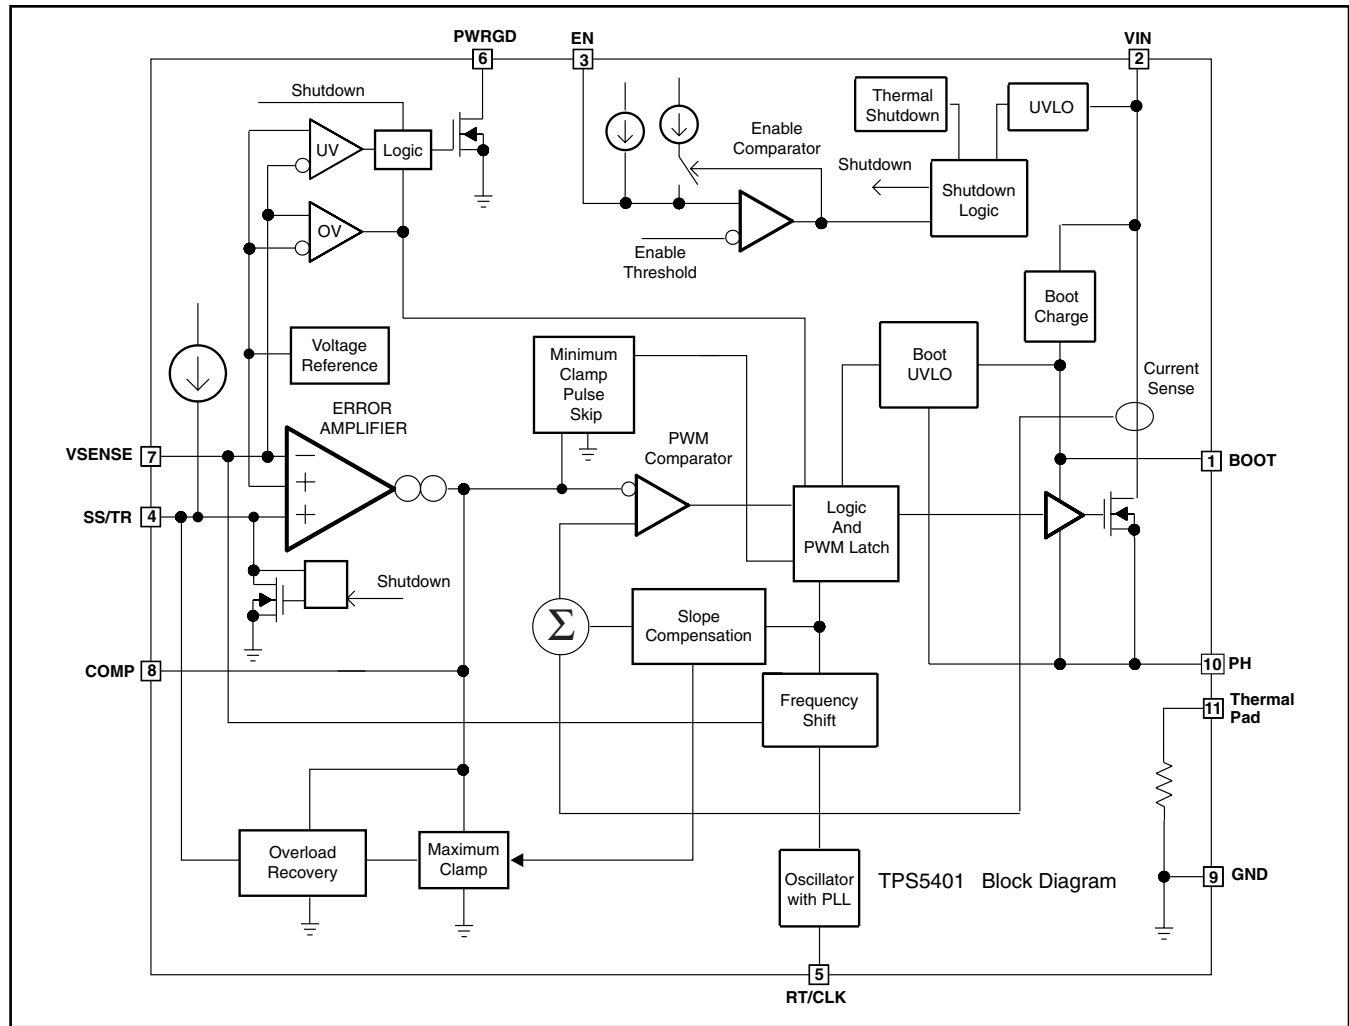 PWRGD
EN
VIN
6
3
2
Shutdown
Thermal
Shutdown
UVLO
UV
Logic
Enable
Comparator
Shutdown
Shutdown
Logic
OV
Enable
Threshold
Boot
Charge
Voltage
Reference
Minimum
Clamp
Pulse
Skip
Boot
UVLO
Current
Sense
ERROR
AMPLIFIER
PWM
Comparator
VSENSE
7
−
+
+
1
BOOT
SS/TR
4
Logic
And
PWM Latch
Shutdown
Σ
Slope
Compensation
COMP
8
10
PH
Frequency
Shift
11
Thermal
Pad
Overload
Recovery
Maximum
Clamp
Oscillator
with PLL
TPS5401 Block Diagram
9
GND
5
RT/CLK